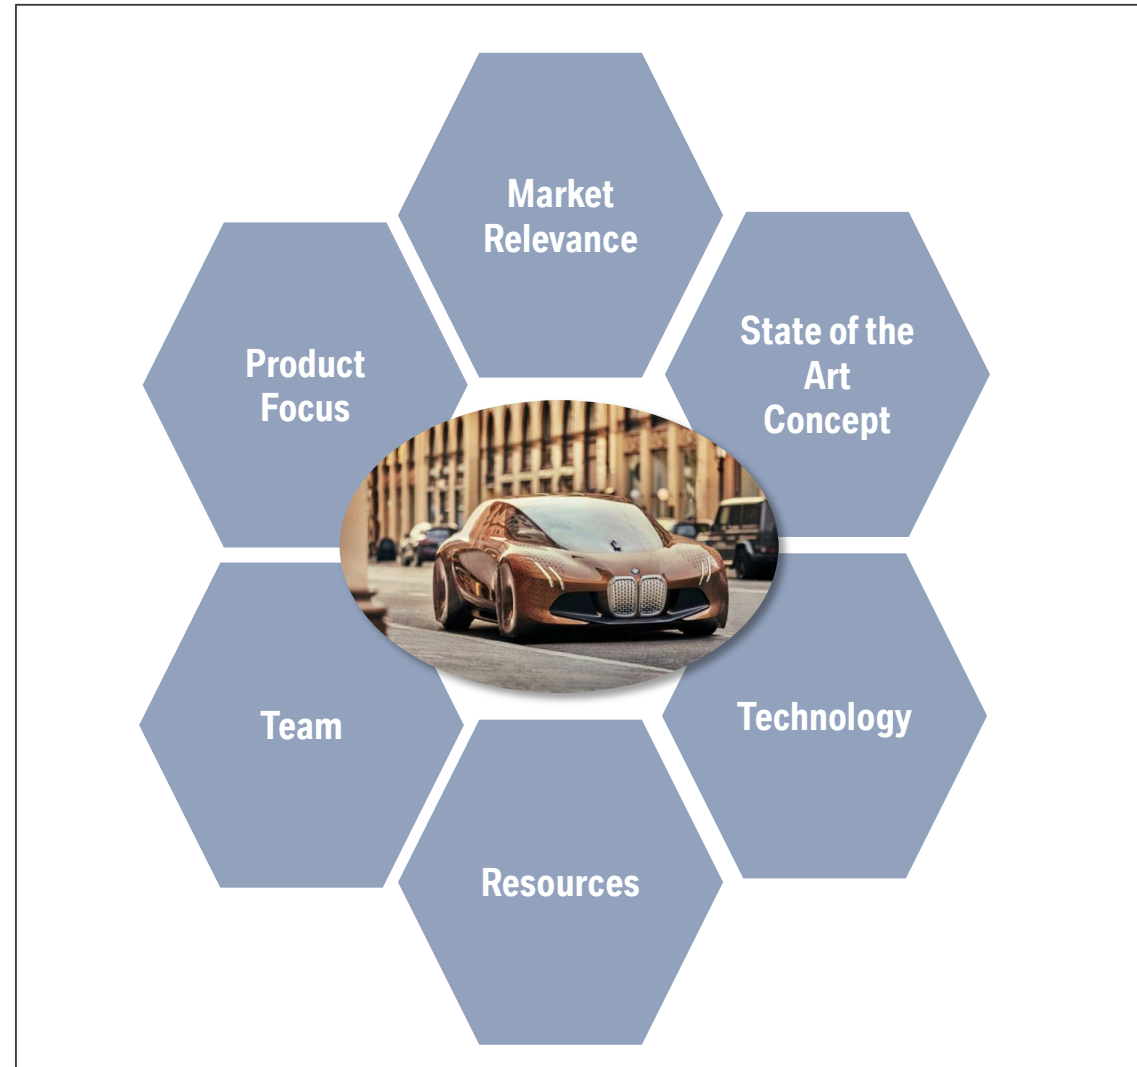 Market
Relevance
State of the
Art
Concept
Product
Focus
Technology
Team
Resources